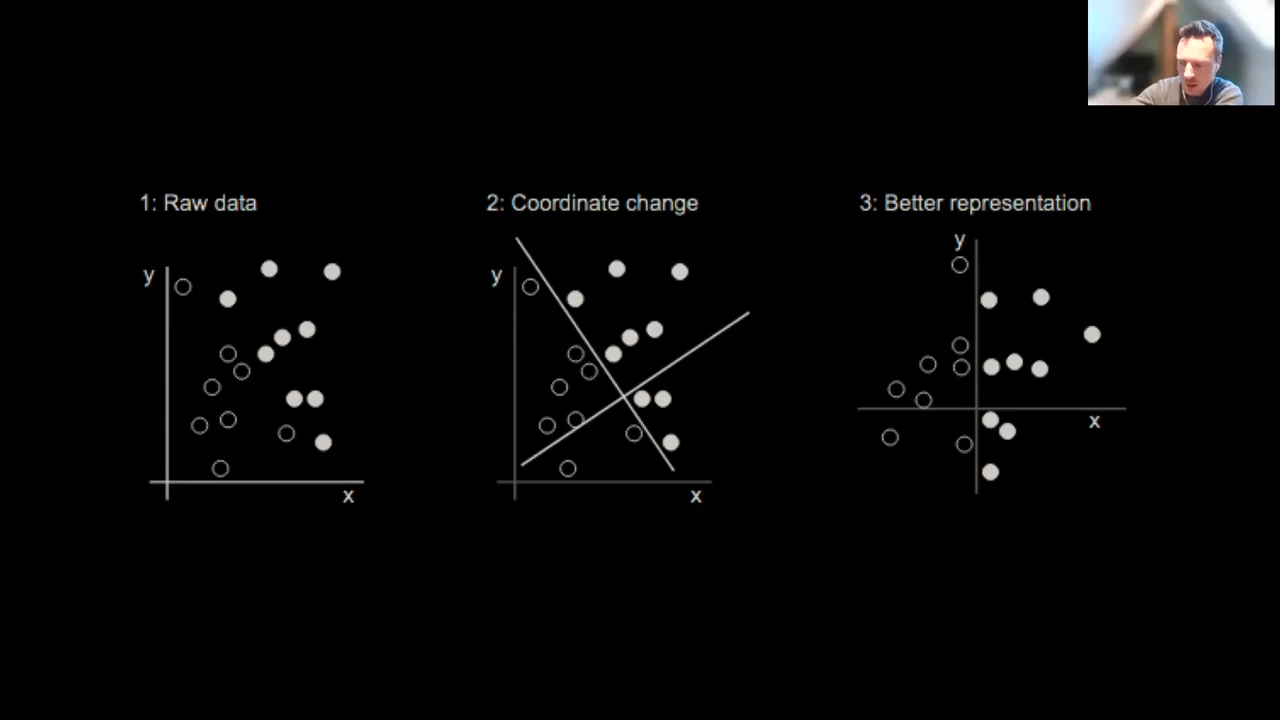 1: Raw data
y
x
2: Coordinate change
y
x
3: Better representation
y
x